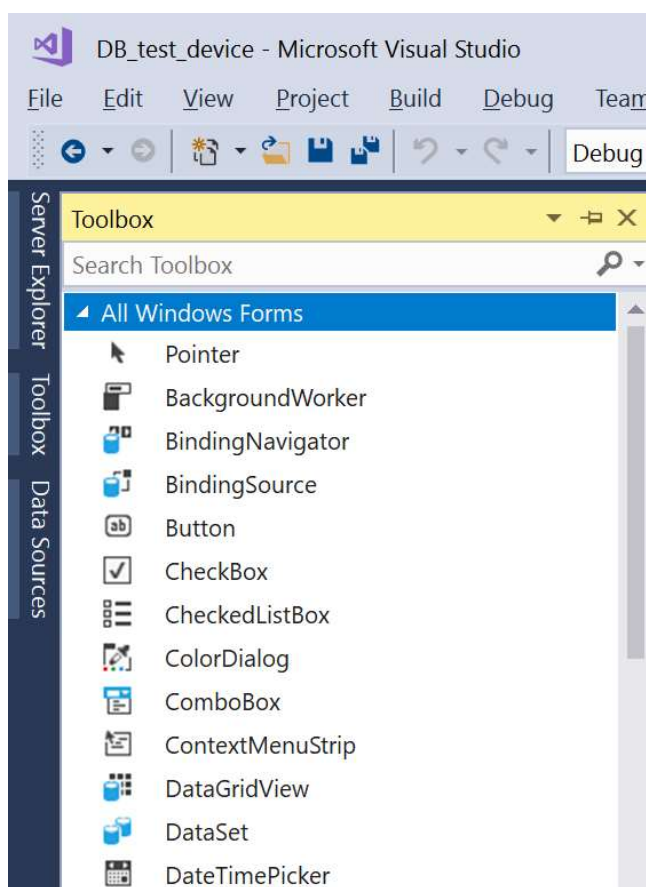 DB_test_device - Microsoft Visual Studio
File Edit View Project Build Debug Team
Debug
Server Explorer
Toolbox
Data Sources
Toolbox
Search Toolbox
All Windows Forms
Pointer
BackgroundWorker
BindingNavigator
BindingSource
ab Button
CheckBox
CheckedListBox
ColorDialog
ComboBox
ContextMenuStrip
DataGridView
DataSet
DateTimePicker